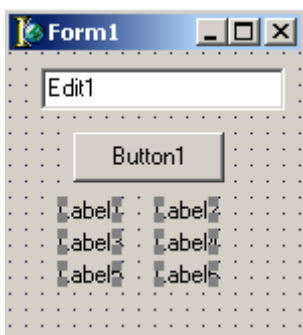 Form1
Edit1
Button1
Label1 Label2
Label3 Label4
Label5 Label6